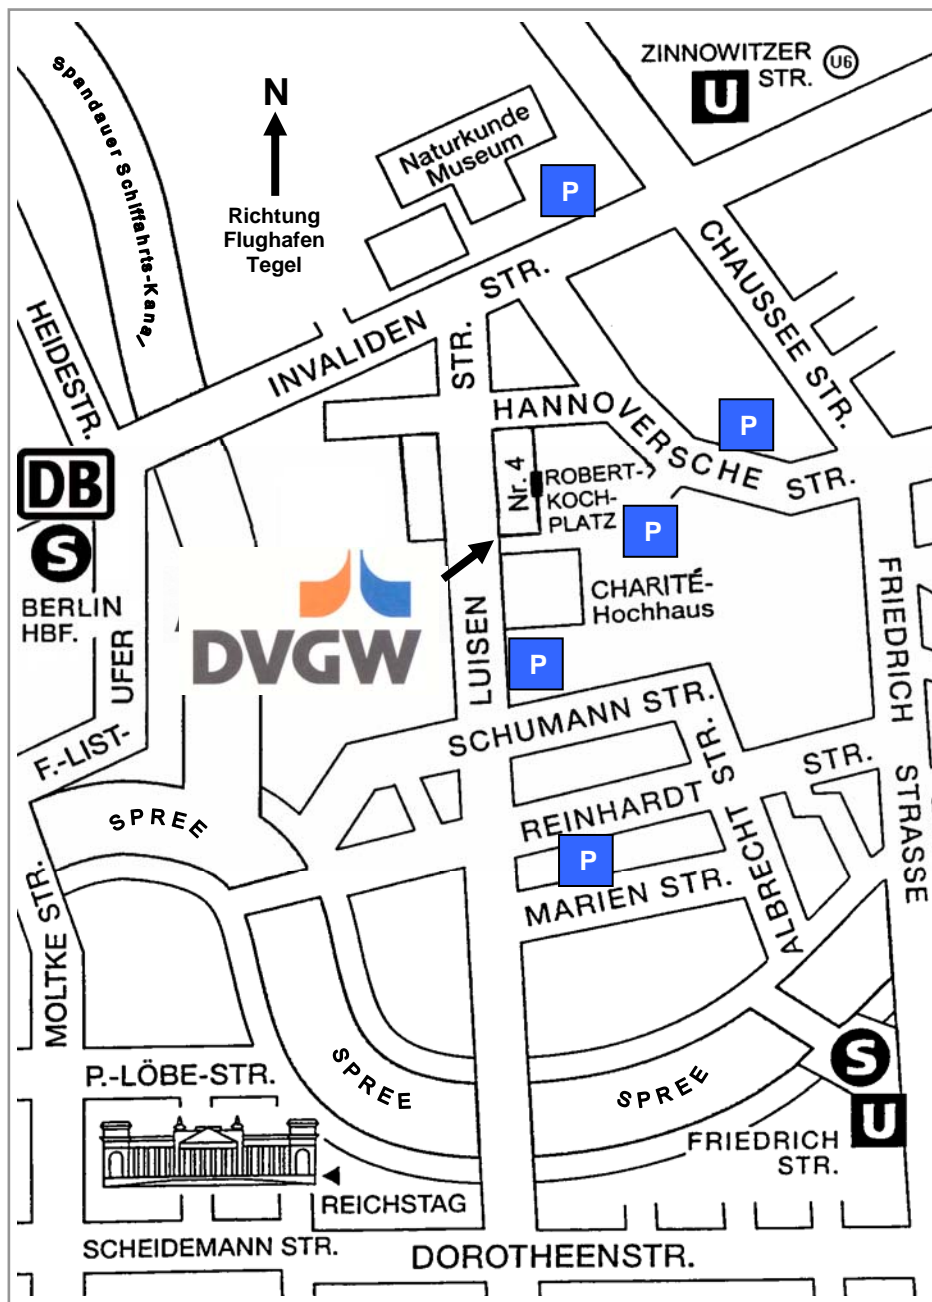 Spandauer Schiffahrts-Kanal
N
Richtung
Flughafen
Tegel
ZINNOWITZER
STR.
U6
U
Naturkunde
Museum
P
HEIDESTR.
INVALIDEN STR.
CHAUSSEE STR.
STR.
HANNOVERSCHE STR.
P
DB
S
BERLIN
HBF.
Nr. 4
ROBERT-
KOCH-
PLATZ
P
CHARITÉ-
Hochhaus
DVGW
LUISEN
P
FRIEDRICH
STRASSE
UFER
F.-LIST-
SCHUMANN STR.
REINHARDT STR.
ALBRECHT STR.
P
MARIEN STR.
SPREE
MOLTKE STR.
SPREE
SPREE
S
U
FRIEDRICH
STR.
P.-LÖBE-STR.
REICHSTAG
SCHEIDEMANN STR.
DOROTHEENSTR.